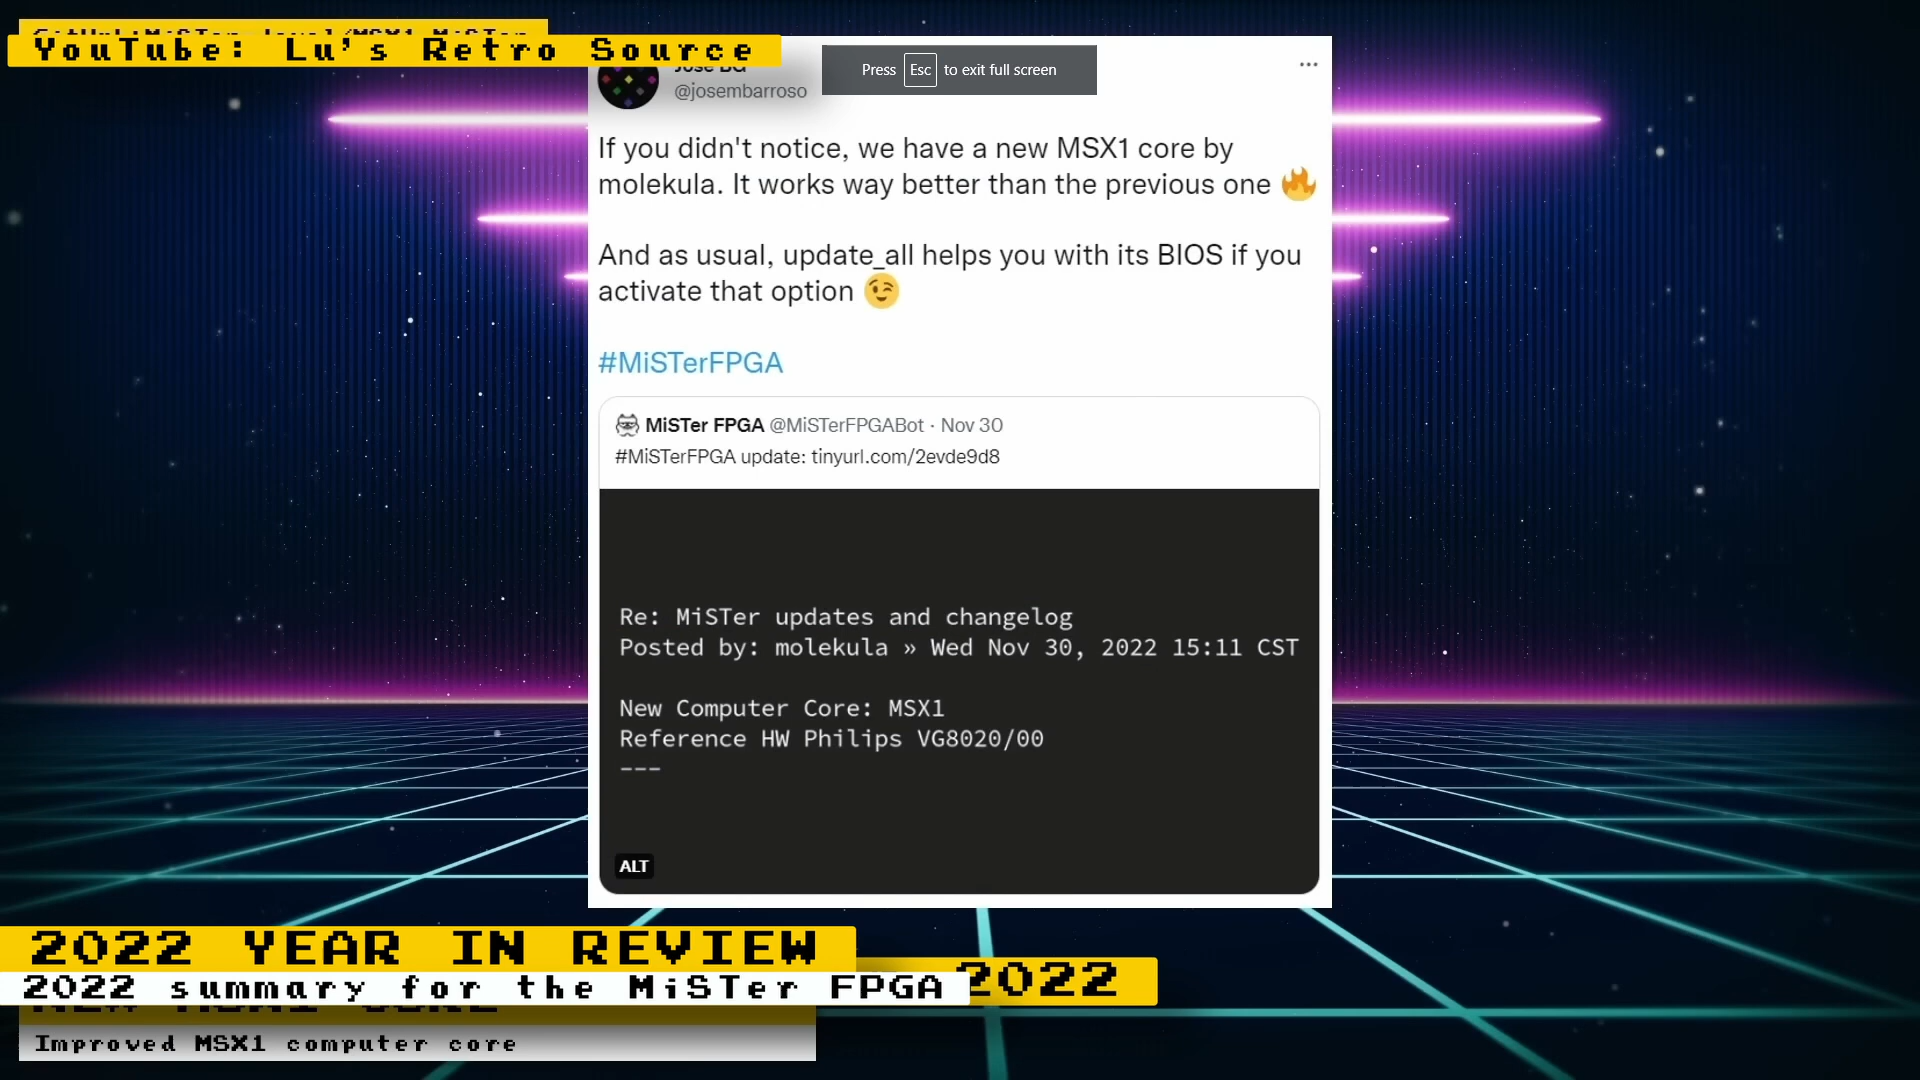 YouTube: Lu's Retro Source
Press Esc to exit full screen
Jose BG
@josembarroso
If you didn't notice, we have a new MSX1 core by
molekula. It works way better than the previous one 🔥
And as usual, update_all helps you with its BIOS if you
activate that option 😉
#MiSTerFPGA
MiSTer FPGA @MiSTerFPGABot · Nov 30
#MiSTerFPGA update: tinyurl.com/2evde9d8
Re: MiSTer updates and changelog
Posted by: molekula » Wed Nov 30, 2022 15:11 CST
New Computer Core: MSX1
Reference HW Philips VG8020/00
---
ALT
2022 YEAR IN REVIEW
2022 summary for the MiSTer FPGA
2022
Improved MSX1 computer core